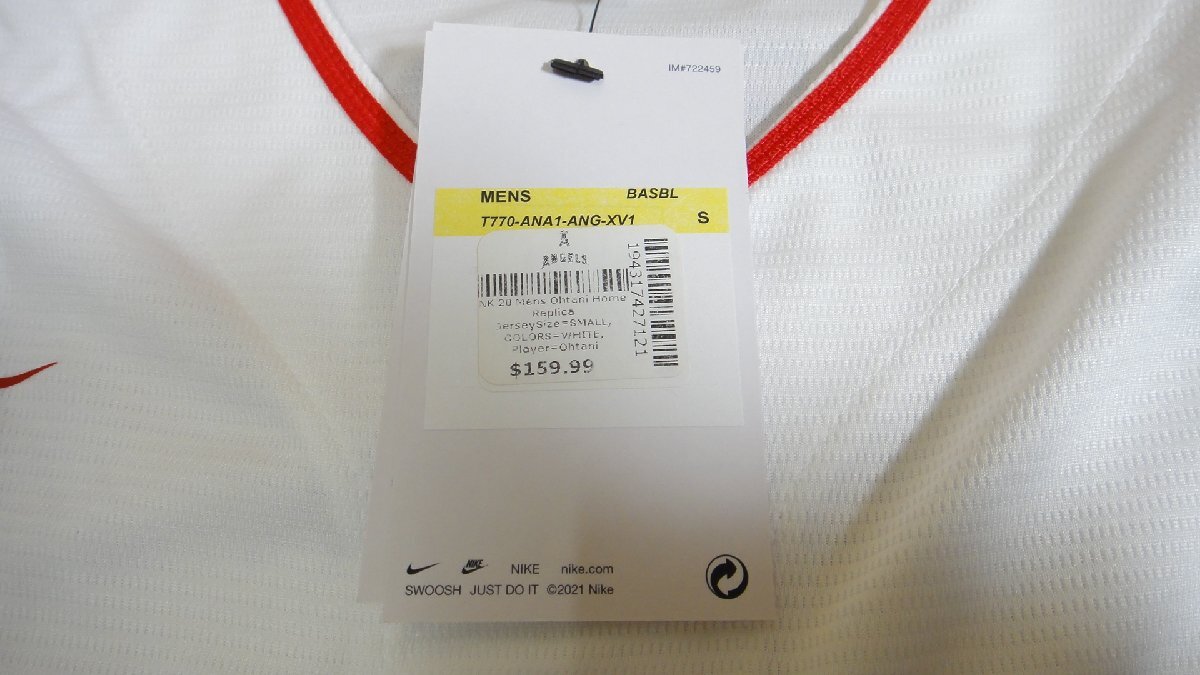 IM#722459
MENS BASBL
T770-ANA1-ANG-XV1 S
A
ANGELS
NK 20 Mens Ohtani Home
Replica
JerseySize=SMALL,
COLORS=WHITE,
Player=Ohtani
$159.99
194317427121
NIKE
NIKE nike.com
SWOOSH JUST DO IT ©2021 Nike